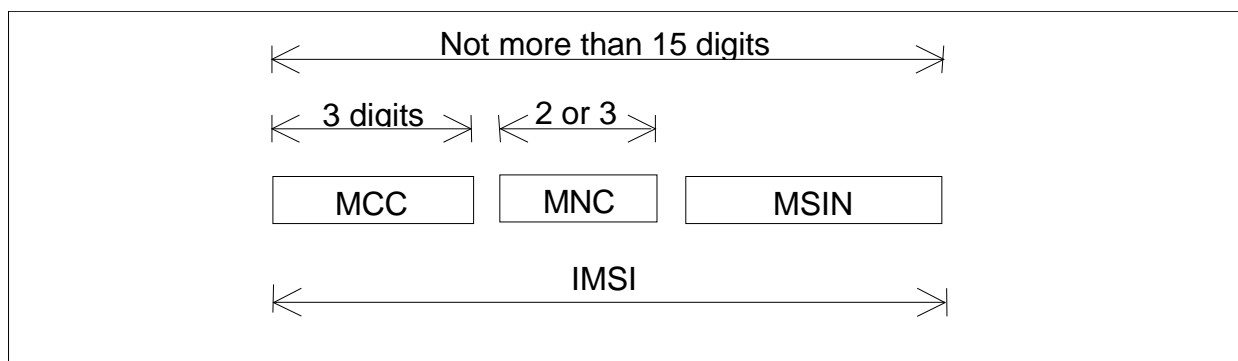 Not more than 15 digits
3 digits
2 or 3
MCC
MNC
MSIN
IMSI